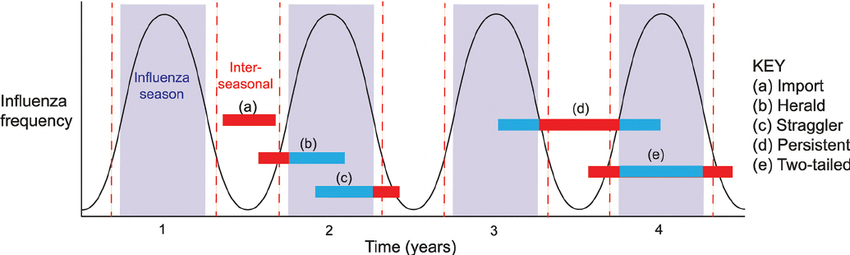 Influenza
frequency
Influenza
season
Inter-
seasonal
(a)
(b)
(c)
(d)
(e)
KEY
(a) Import
(b) Herald
(c) Straggler
(d) Persistent
(e) Two-tailed
1
2
3
4
Time (years)